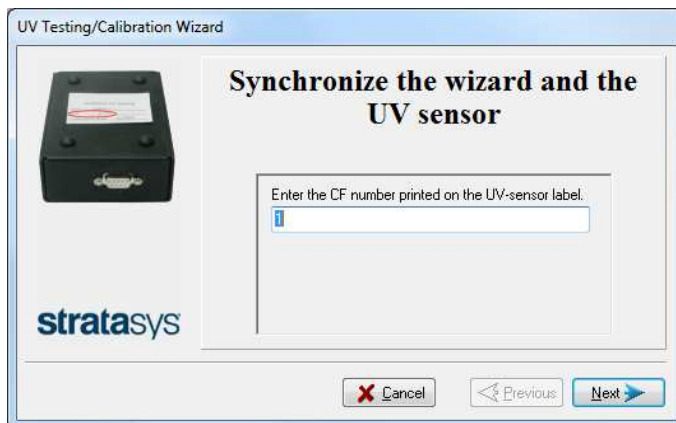 UV Testing/Calibration Wizard
Synchronize the wizard and the
UV sensor
Enter the CF number printed on the UV-sensor label.
1
stratasys
Cancel
Previous
Next